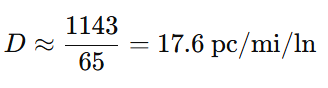 D ≈ 1143/65 = 17.6 pc/mi/ln